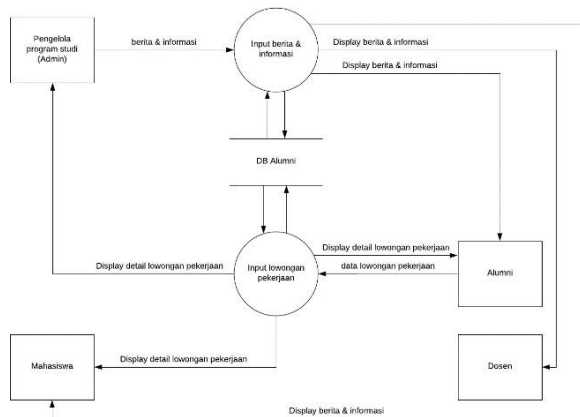 Pengelola
program studi
(Admin)
berita & informasi
Input berita &
informasi
Display berita & informasi
Display berita & informasi
DB Alumni
Display detail lowongan pekerjaan
Input lowongan
pekerjaan
Display detail lowongan pekerjaan
data lowongan pekerjaan
Alumni
Mahasiswa
Display detail lowongan pekerjaan
Dosen
Display berita & informasi